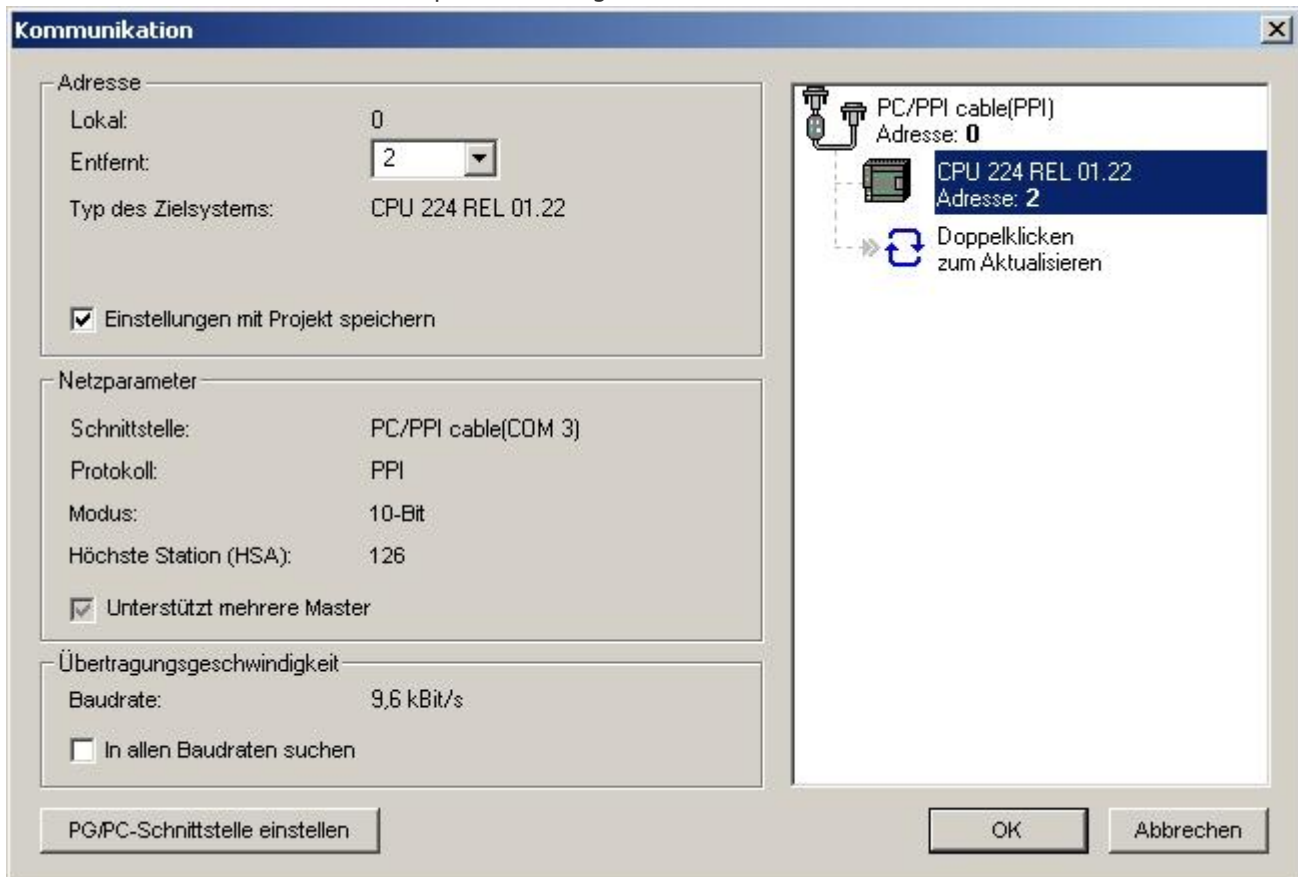 Kommunikation
Adresse
Lokal: 0
Entfernt: 2
Typ des Zielsystems: CPU 224 REL 01.22
Einstellungen mit Projekt speichern
Netzparameter
Schnittstelle: PC/PPI cable(COM 3)
Protokoll: PPI
Modus: 10-Bit
Höchste Station (HSA): 126
Unterstützt mehrere Master
Übertragungsgeschwindigkeit
Baudrate: 9,6 kBit/s
In allen Baudraten suchen
PG/PC-Schnittstelle einstellen
PC/PPI cable(PPI)
Adresse: 0
CPU 224 REL 01.22
Adresse: 2
Doppelklicken
zum Aktualisieren
OK
Abbrechen